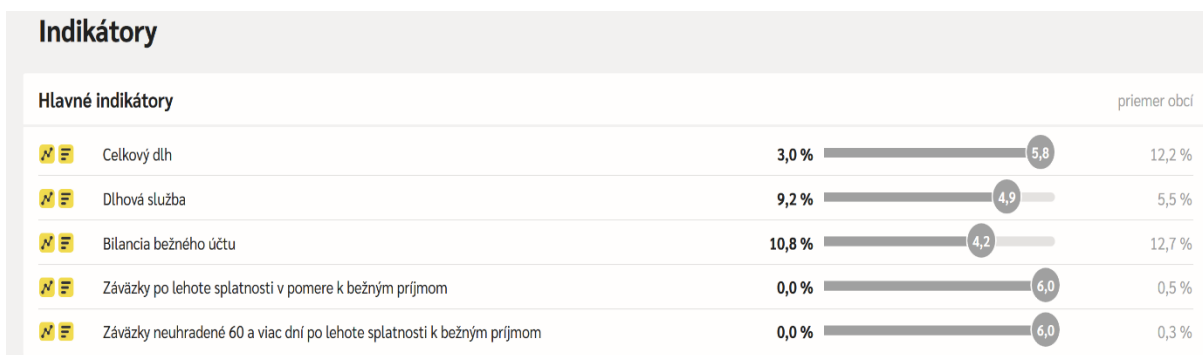 Indikátory
Hlavné indikátory priemer obcí
Celkový dlh 3,0 % 5,8 12,2 %
Dlhová služba 9,2 % 4,9 5,5 %
Bilancia bežného účtu 10,8 % 4,2 12,7 %
Záväzky po lehote splatnosti v pomere k bežným príjmom 0,0 % 6,0 0,5 %
Záväzky neuhradené 60 a viac dní po lehote splatnosti k bežným príjmom 0,0 % 6,0 0,3 %